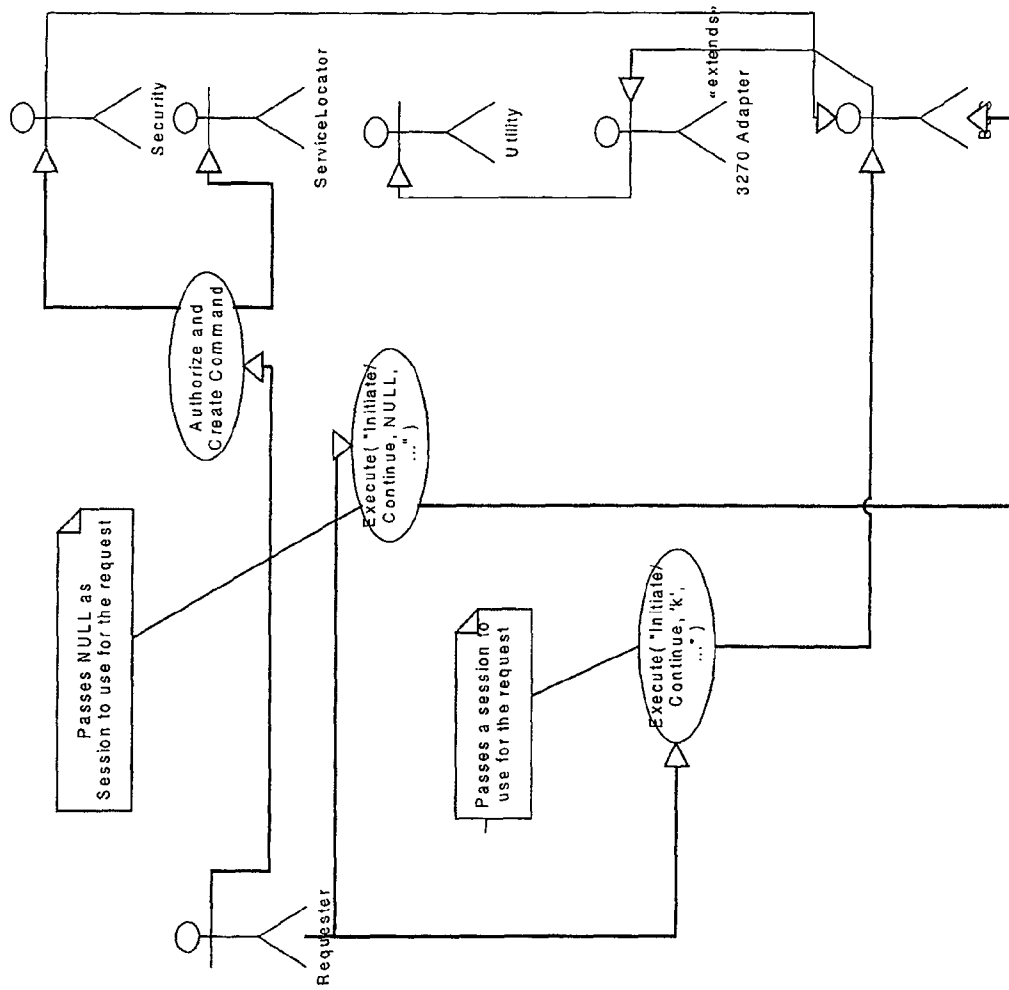 Security
ServiceLocator
Utility
"extends"
3270 Adapter
Authorize and
Create Command
Execute( "Initiate/
Continue, NULL,
..." )
Passes NULL as
Session to use for the request
Execute( "Initiate/
Continue, 'k',
..." )
Passes a session to
use for the request
Requester